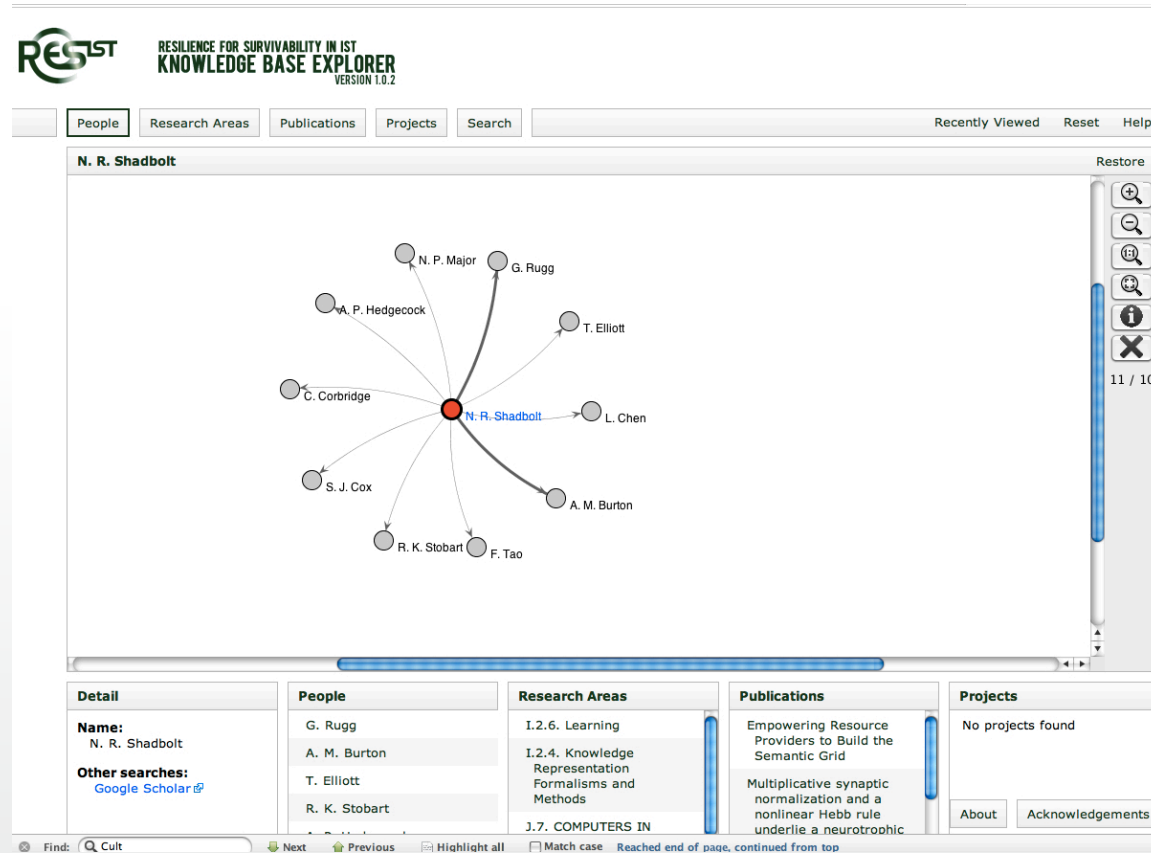 RESIST
RESILIENCE FOR SURVIVABILITY IN IST
KNOWLEDGE BASE EXPLORER
VERSION 1.0.2
People Research Areas Publications Projects Search Recently Viewed Reset Help
N. R. Shadbolt Restore
N. P. Major
G. Rugg
A. P. Hedgecock
T. Elliott
11 / 10
C. Corbridge
N. R. Shadbolt
L. Chen
S. J. Cox
A. M. Burton
R. K. Stobart
F. Tao
Detail
Name:
N. R. Shadbolt
Other searches:
Google Scholar
People
G. Rugg
A. M. Burton
T. Elliott
R. K. Stobart
Research Areas
I.2.6. Learning
I.2.4. Knowledge
Representation
Formalisms and
Methods
J.7. COMPUTERS IN
Publications
Empowering Resource
Providers to Build the
Semantic Grid
Multiplicative synaptic
normalization and a
nonlinear Hebb rule
underlie a neurotrophic
Projects
No projects found
About Acknowledgements
Find: Cult Next Previous Highlight all Match case Reached end of page, continued from top